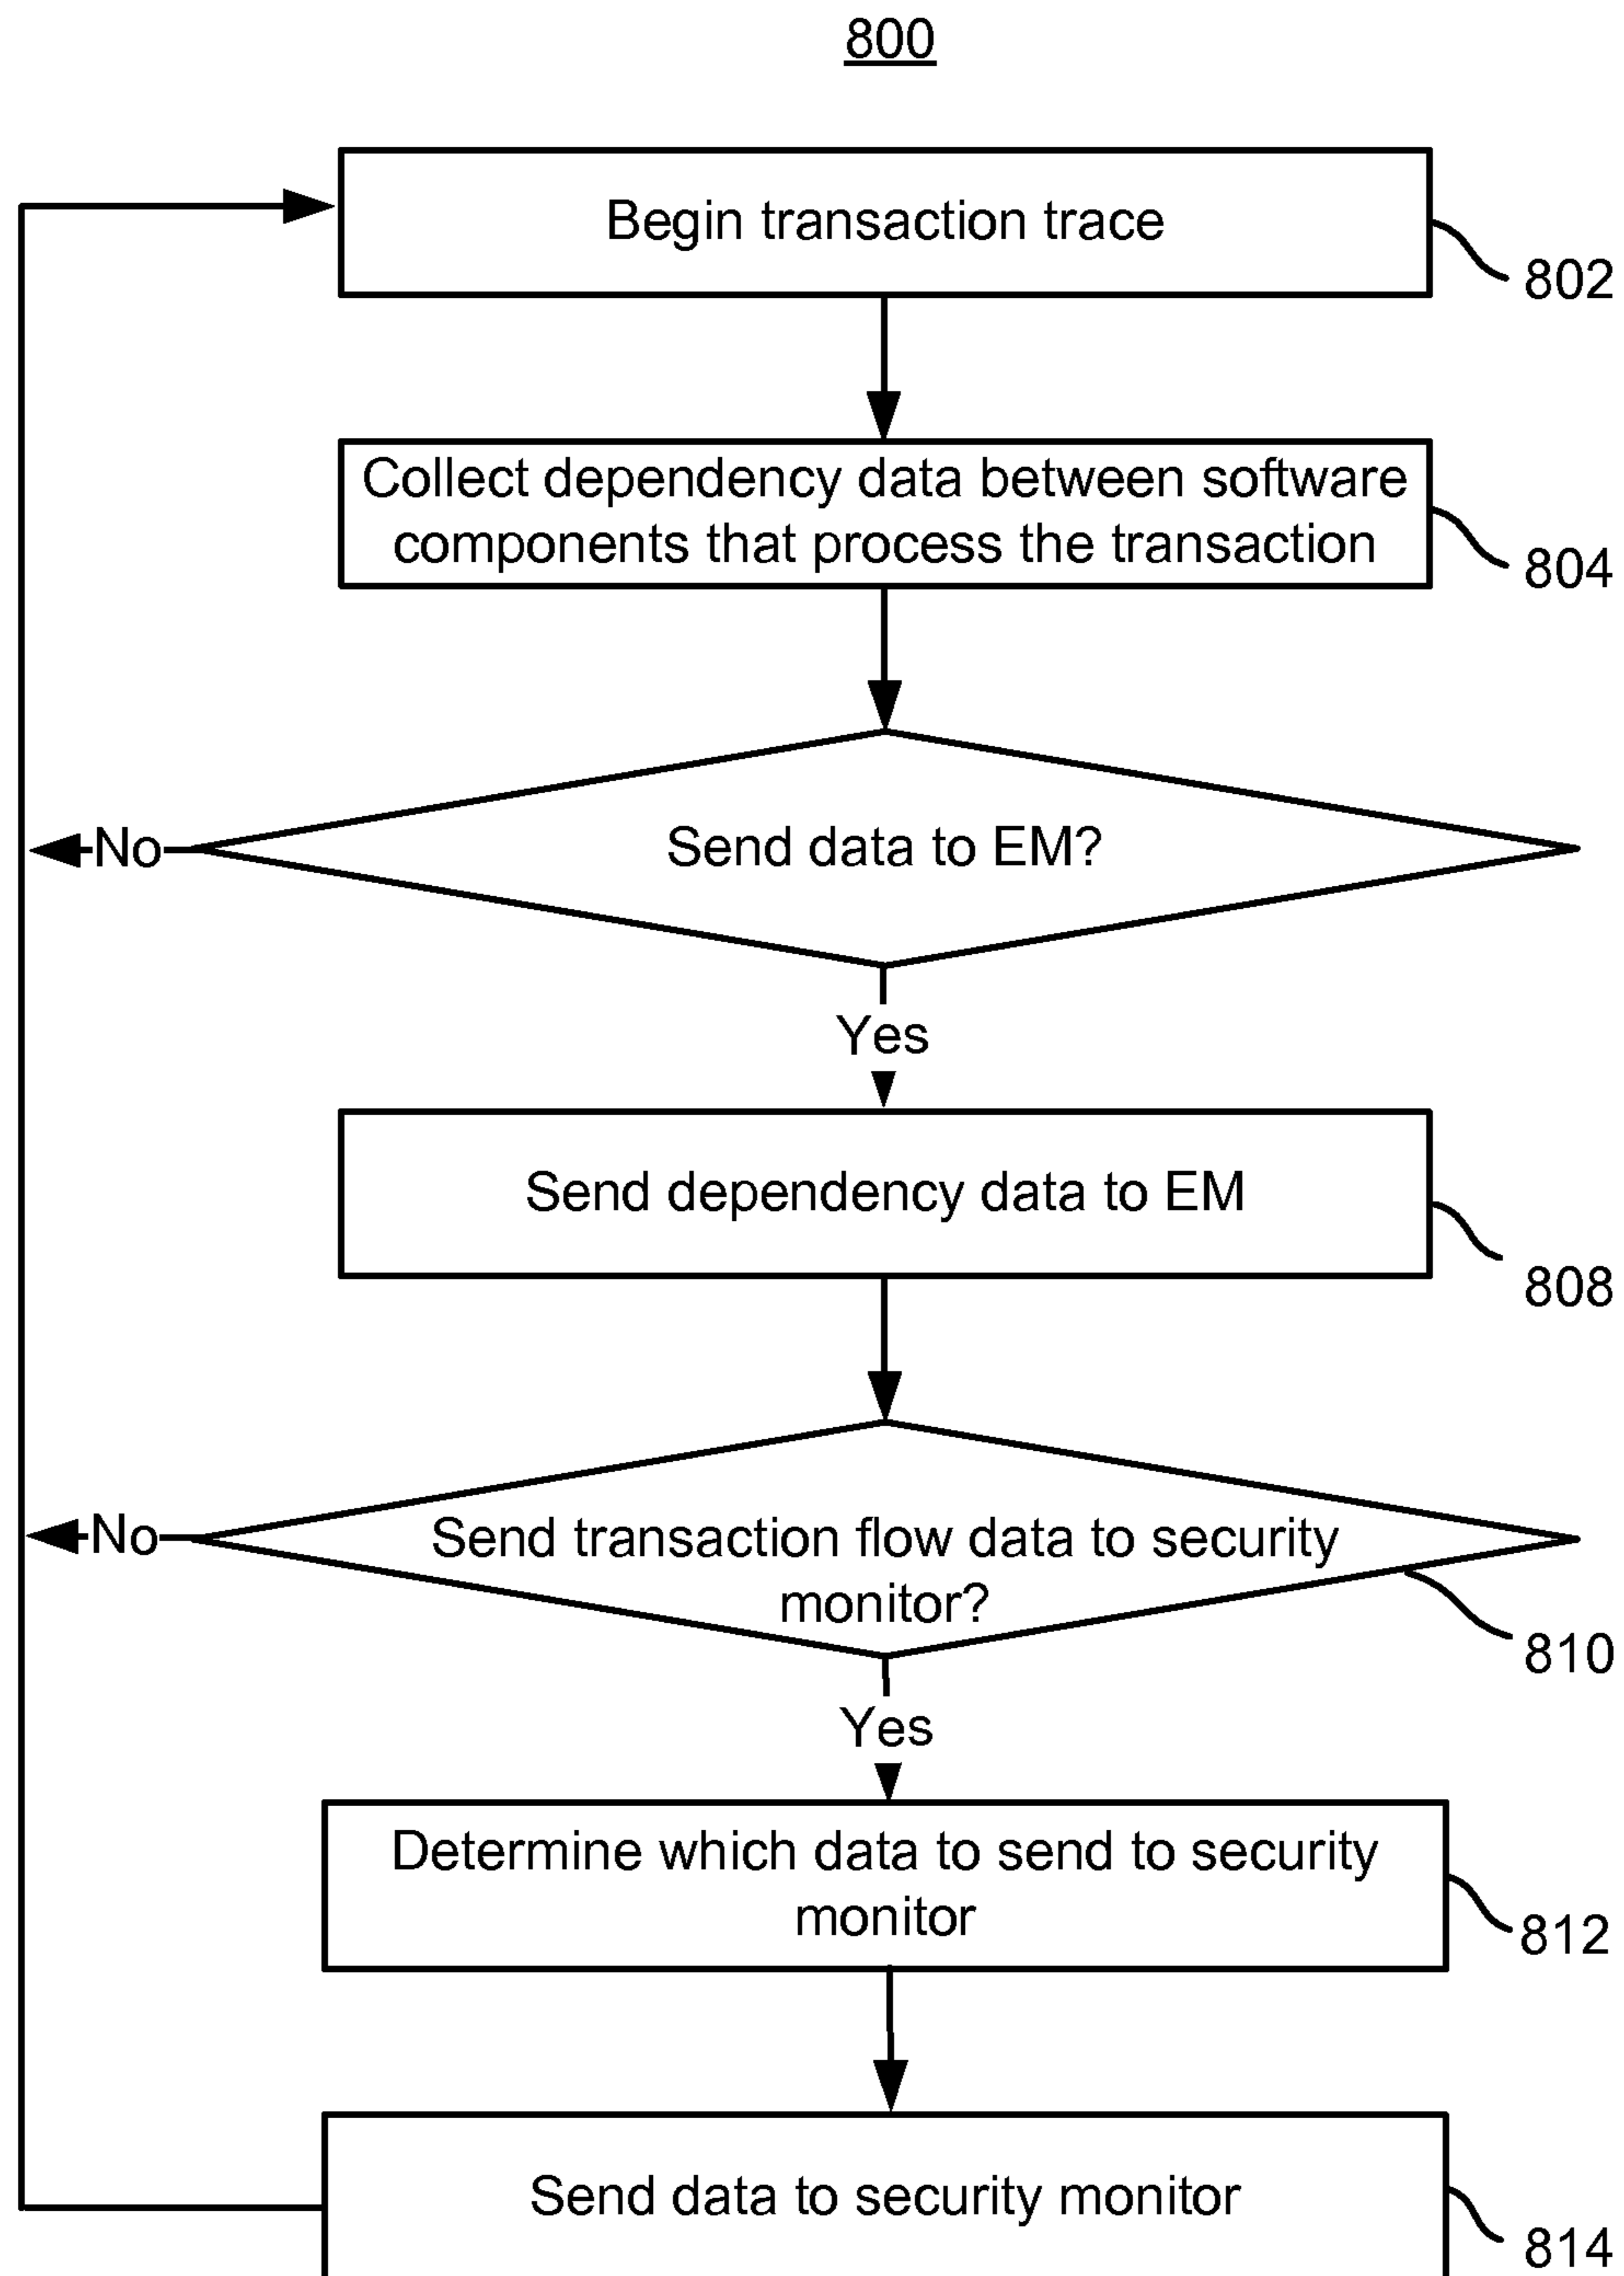 800
Begin transaction trace
802
Collect dependency data between software
components that process the transaction
804
Send data to EM?
No
Yes
Send dependency data to EM
808
Send transaction flow data to security
monitor?
No
810
Yes
Determine which data to send to security
monitor
812
Send data to security monitor
814